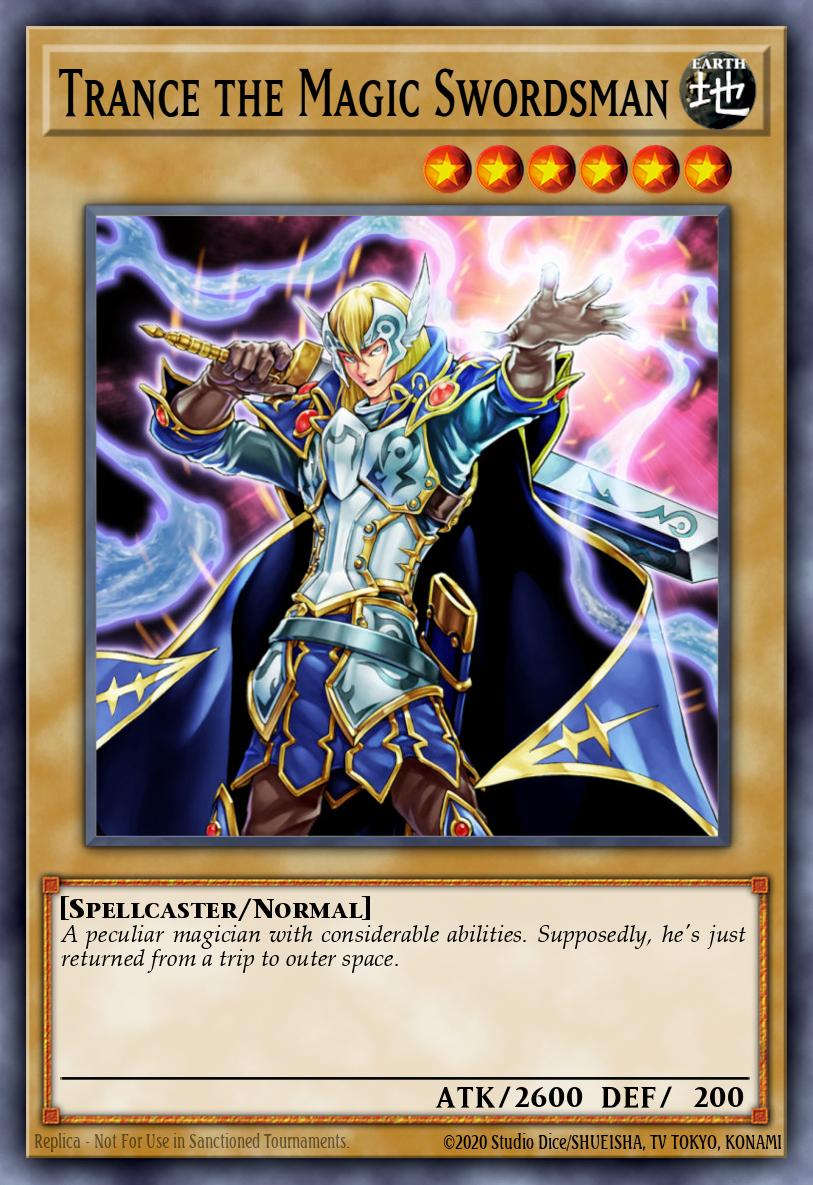 Trance the Magic Swordsman
EARTH
地
[Spellcaster/Normal]
A peculiar magician with considerable abilities. Supposedly, he's just
returned from a trip to outer space.
ATK/2600 DEF/ 200
Replica - Not For Use in Sanctioned Tournaments.
©2020 Studio Dice/SHUEISHA, TV TOKYO, KONAMI